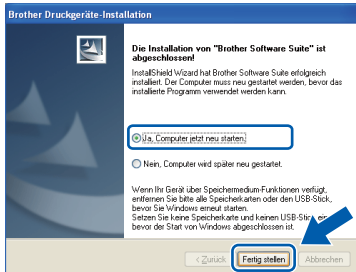 Brother Druckgeräte-Installation
Die Installation von "Brother Software Suite" ist
abgeschlossen!
InstallShield Wizard hat Brother Software Suite erfolgreich
installiert. Der Computer muss neu gestartet werden, bevor das
installierte Programm verwendet werden kann.
Ja, Computer jetzt neu starten.
Nein, Computer wird später neu gestartet.
Wenn Ihr Gerät über Speichermedium-Funktionen verfügt,
entfernen Sie bitte alle Speicherkarten oder den USB-Stick,
bevor Sie Windows erneut starten.
Setzen Sie keine Speicherkarte und keinen USB-Stick
bevor der Start von Windows abgeschlossen ist.
< Zurück Fertig stellen Abbrechen